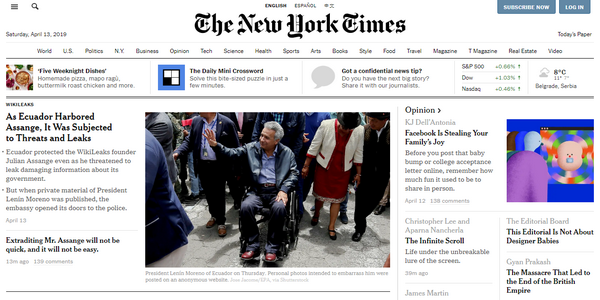 ENGLISH ESPAÑOL 中文
SUBSCRIBE NOW LOG IN
The New York Times
Saturday, April 13, 2019
Today's Paper
World U.S. Politics N.Y. Business Opinion Tech Science Health Sports Arts Books Style Food Travel Magazine T Magazine Real Estate Video
'Five Weeknight Dishes'
Homemade pizza, mapo ragù,
buttermilk roast chicken and more.
The Daily Mini Crossword
Solve this bite-sized puzzle in just a
few minutes.
Got a confidential news tip?
Do you have the next big story?
Share it with our journalists.
S&P 500 +0.66% ↑
Dow +1.03% ↑
Nasdaq +0.46% ↑
8°C
11° 7°
Belgrade, Serbia
WIKILEAKS
As Ecuador Harbored
Assange, It Was Subjected
to Threats and Leaks
• Ecuador protected the WikiLeaks founder
Julian Assange even as he threatened to
leak damaging information about its
government.
• But when private material of President
Lenín Moreno was published, the
embassy opened its doors to the police.
April 13
Extraditing Mr. Assange will not be
quick, and it will not be easy.
13m ago 139 comments
President Lenín Moreno of Ecuador on Thursday. Personal photos intended to embarrass him were
posted on an anonymous website. Jose Jacome/EPA, via Shutterstock
Opinion >
KJ Dell'Antonia
Facebook Is Stealing Your
Family's Joy
Before you post that baby
bump or college acceptance
letter online, remember how
much fun it used to be to
share in person.
April 12 138 comments
Christopher Lee and
Aparna Nancherla
The Infinite Scroll
Life under the unbreakable
lure of the screen.
39m ago
James Martin
The Editorial Board
This Editorial Is Not About
Designer Babies
Gyan Prakash
The Massacre That Led to
the End of the British
Empire